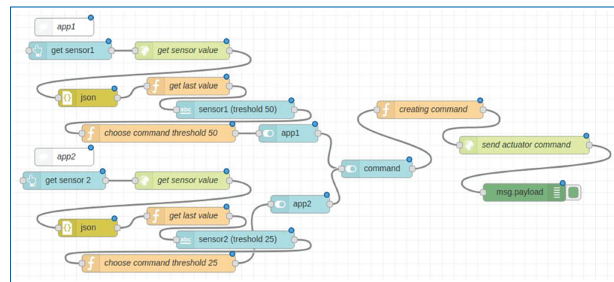 app1
get sensor1
get sensor value
get last value
json
sensor1 (treshold 50)
creating command
choose command threshold 50
app1
send actuator command
app2
command
get sensor 2
get sensor value
msg.payload
app2
get last value
json
sensor2 (treshold 25)
choose command threshold 25